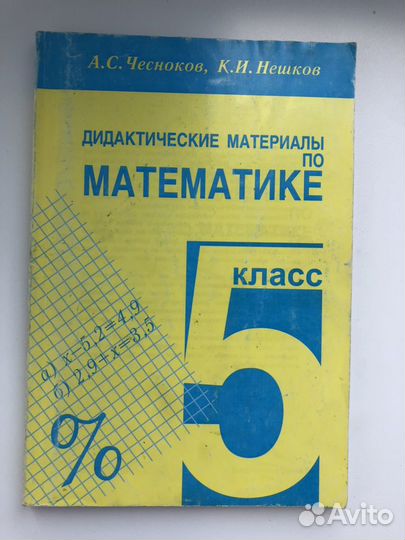 А.С. Чесноков, К.И. Нешков
ДИДАКТИЧЕСКИЕ МАТЕРИАЛЫ
ПО
МАТЕМАТИКЕ
5
класс
а) х−5,2=4,9
б) 2,9+х=3,5
%
Avito